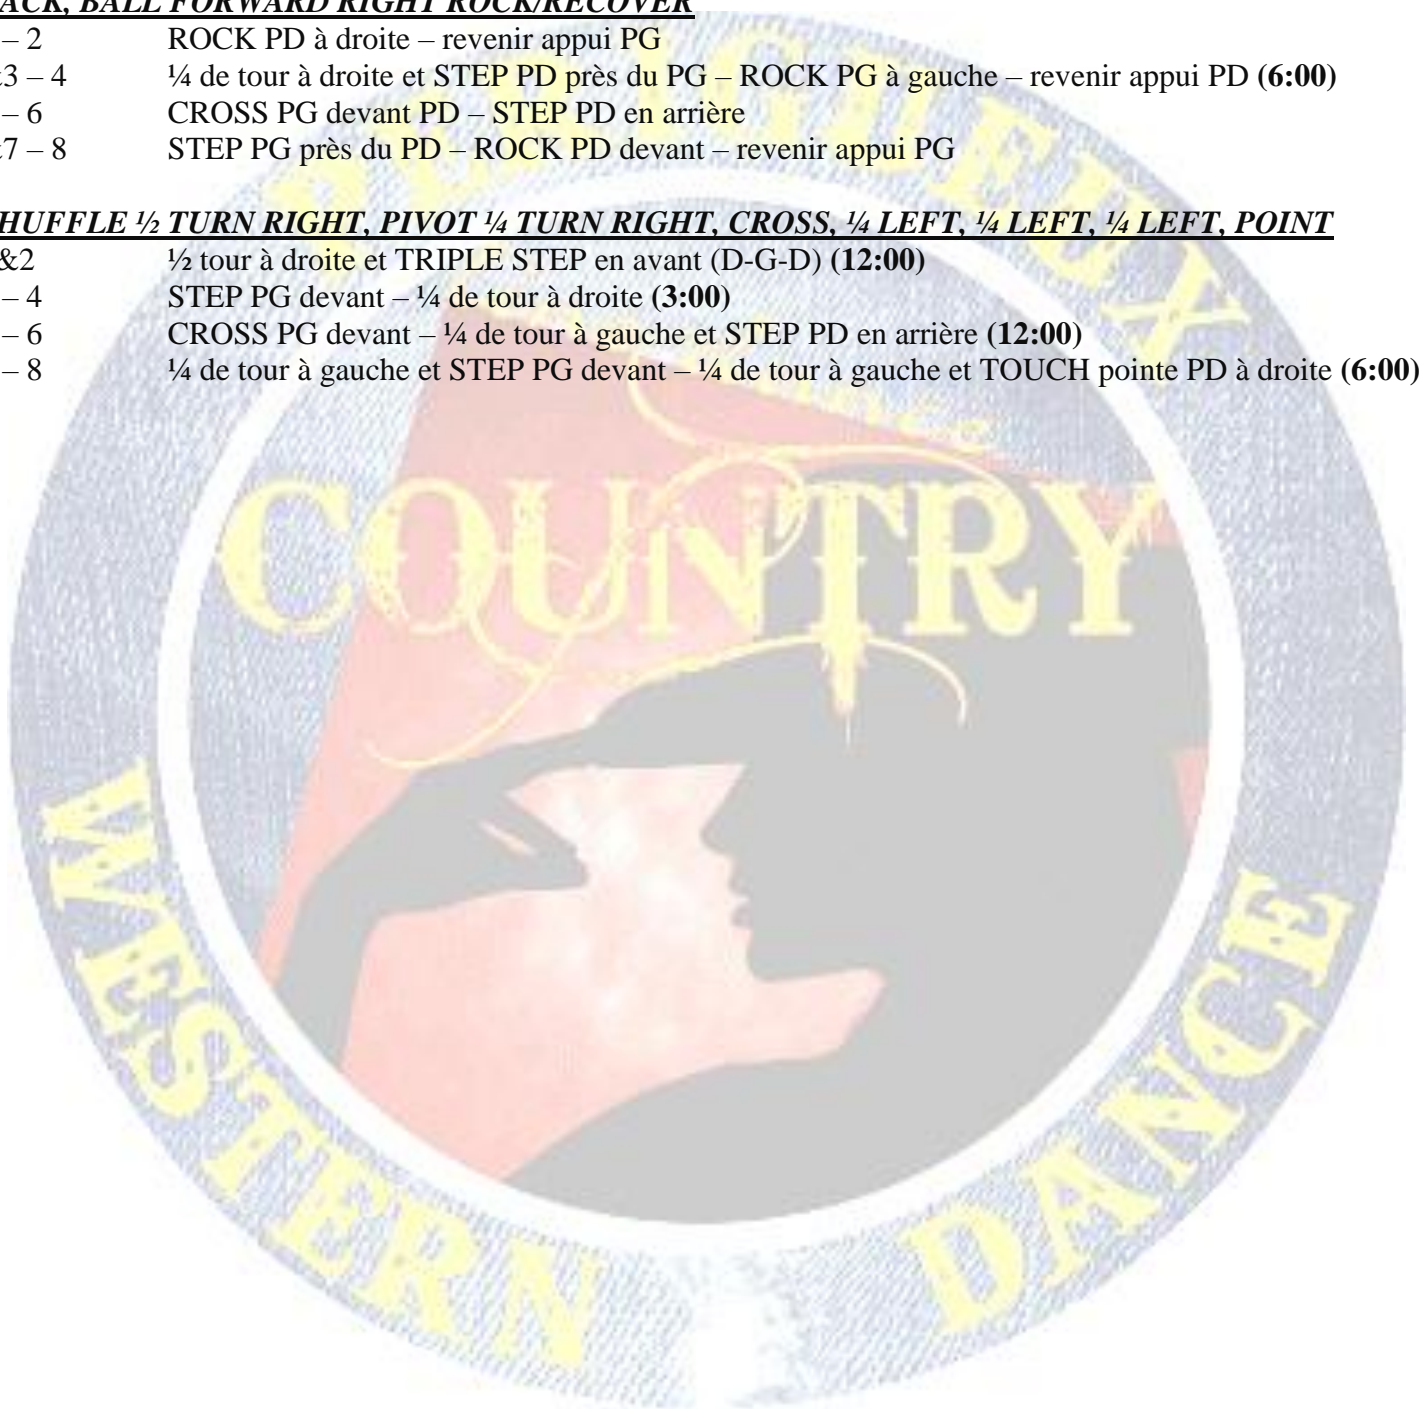 ACK, BALL FORWARD RIGHT ROCK/RECOVER
– 2 ROCK PD à droite – revenir appui PG
&3 – 4 ¼ de tour à droite et STEP PD près du PG – ROCK PG à gauche – revenir appui PD (6:00)
– 6 CROSS PG devant PD – STEP PD en arrière
&7 – 8 STEP PG près du PD – ROCK PD devant – revenir appui PG
HUFFLE ½ TURN RIGHT, PIVOT ¼ TURN RIGHT, CROSS, ¼ LEFT, ¼ LEFT, ¼ LEFT, POINT
&2 ½ tour à droite et TRIPLE STEP en avant (D-G-D) (12:00)
– 4 STEP PG devant – ¼ de tour à droite (3:00)
– 6 CROSS PG devant – ¼ de tour à gauche et STEP PD en arrière (12:00)
– 8 ¼ de tour à gauche et STEP PG devant – ¼ de tour à gauche et TOUCH pointe PD à droite (6:00)
COUNTRY
WESTERN
DANCE